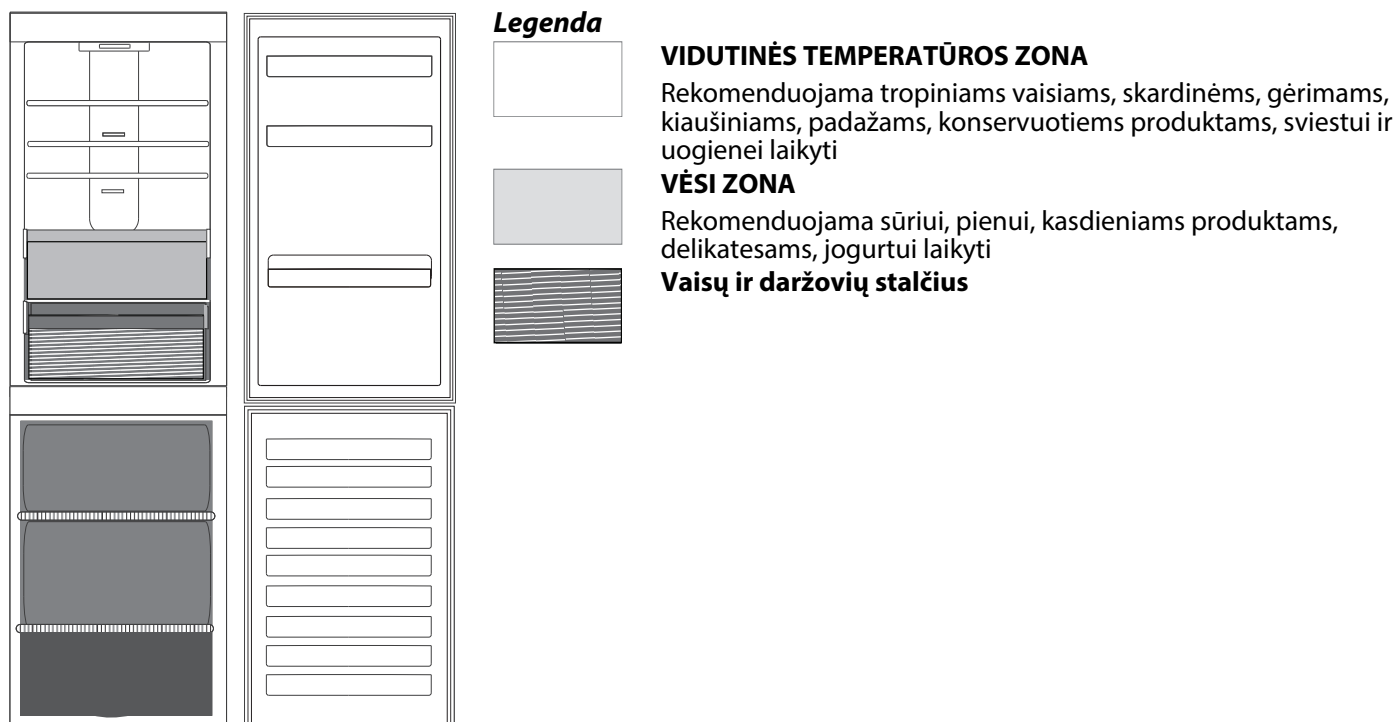 Legenda
VIDUTINĖS TEMPERATŪROS ZONA
Rekomenduojama tropiniams vaisiams, skardinėms, gėrimams,
kiaušiniams, padažams, konservuotiems produktams, sviestui ir
uogienei laikyti
VĖSI ZONA
Rekomenduojama sūriui, pienui, kasdieniams produktams,
delikatesams, jogurtui laikyti
Vaisų ir daržovių stalčius